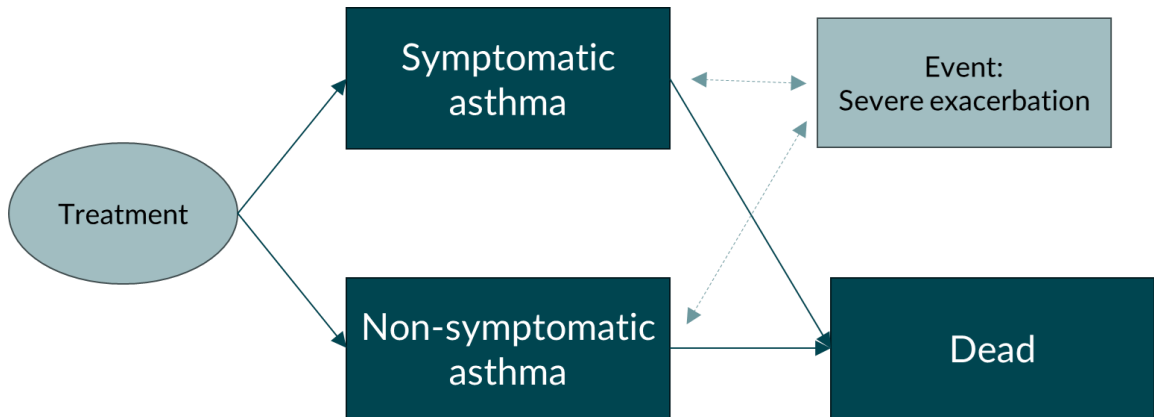 Symptomatic
asthma
Event:
Severe exacerbation
Treatment
Non-symptomatic
asthma
Dead